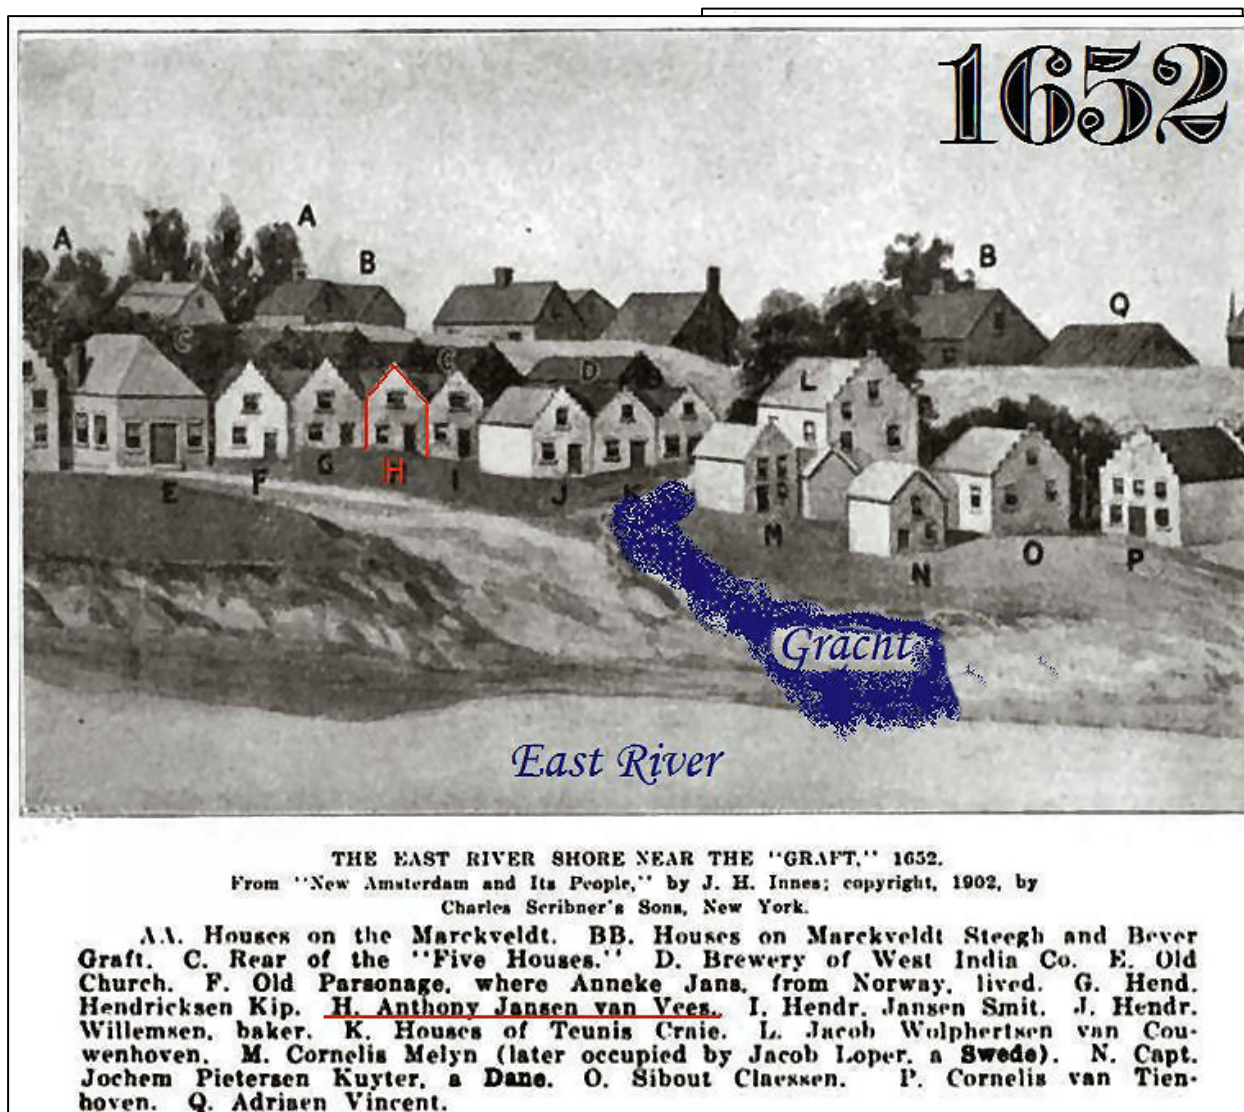 1652
A
A
B
B
Q
C
C
D
L
E
F
G
H
I
J
K
M
N
O
P
Gracht
East River
THE EAST RIVER SHORE NEAR THE "GRAFT," 1652.
From "New Amsterdam and Its People," by J. H. Innes; copyright, 1902, by
Charles Scribner's Sons, New York.
AA. Houses on the Marckveldt. BB. Houses on Marckveldt Steegh and Bever
Graft. C. Rear of the "Five Houses." D. Brewery of West India Co. E. Old
Church. F. Old Parsonage, where Anneke Jans, from Norway, lived. G. Hend.
Hendricksen Kip. H. Anthony Jansen van Vees. I. Hendr. Jansen Smit. J. Hendr.
Willemsen, baker. K. Houses of Teunis Craie. L. Jacob Wolphertsen van Cou-
wenhoven. M. Cornelis Melyn (later occupied by Jacob Loper, a Swede). N. Capt.
Jochem Pietersen Kuyter, a Dane. O. Sibout Claessen. P. Cornelis van Tien-
hoven. Q. Adriaen Vincent.